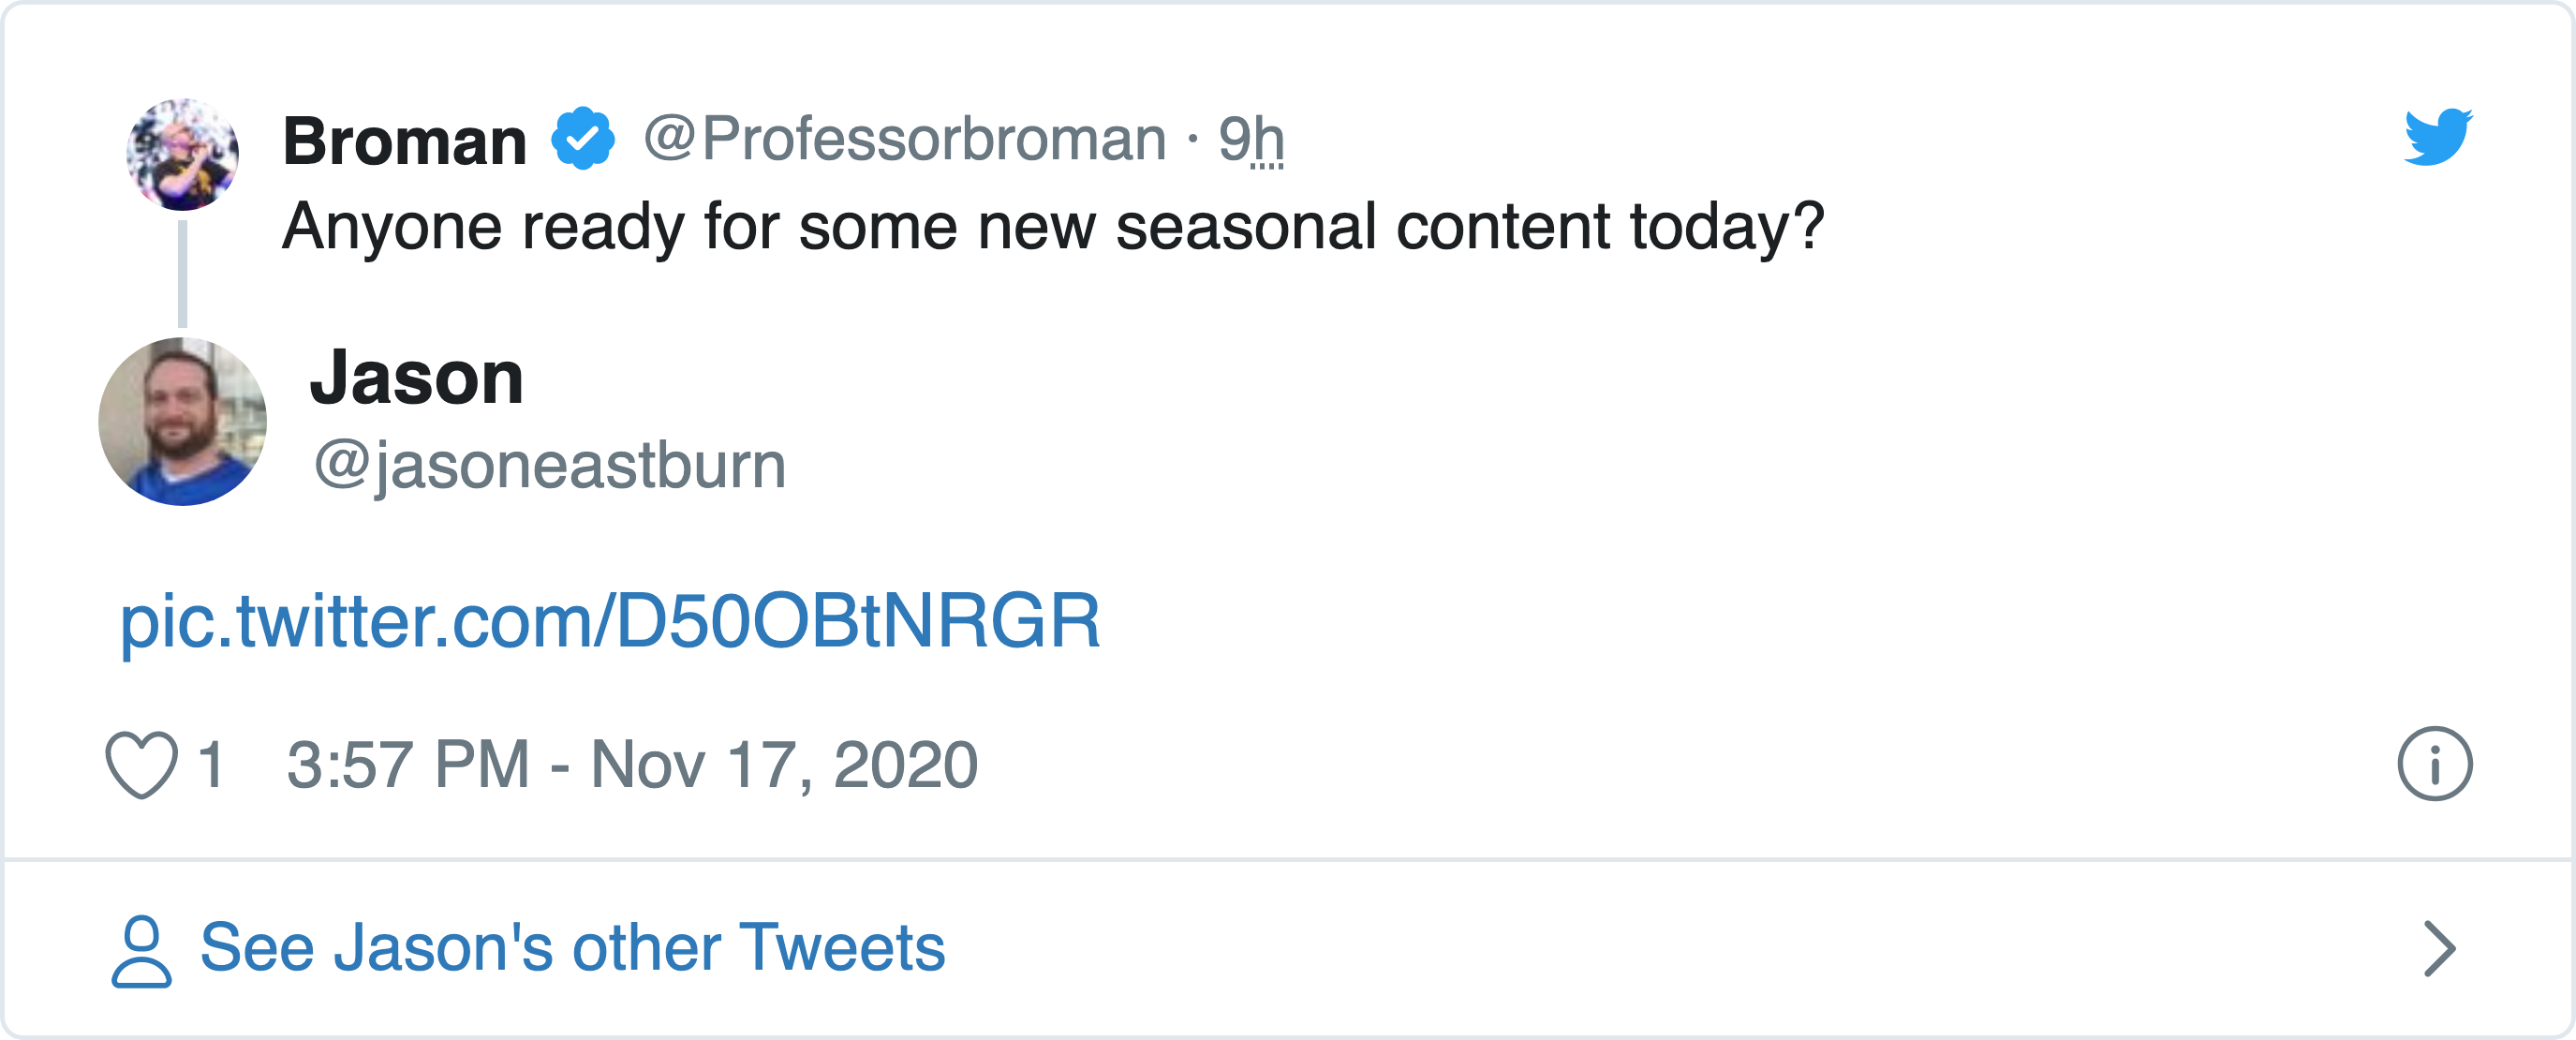 Broman @Professorbroman · 9h
Anyone ready for some new seasonal content today?
Jason
@jasoneastburn
pic.twitter.com/D50OBtNRGR
1 3:57 PM - Nov 17, 2020
See Jason's other Tweets